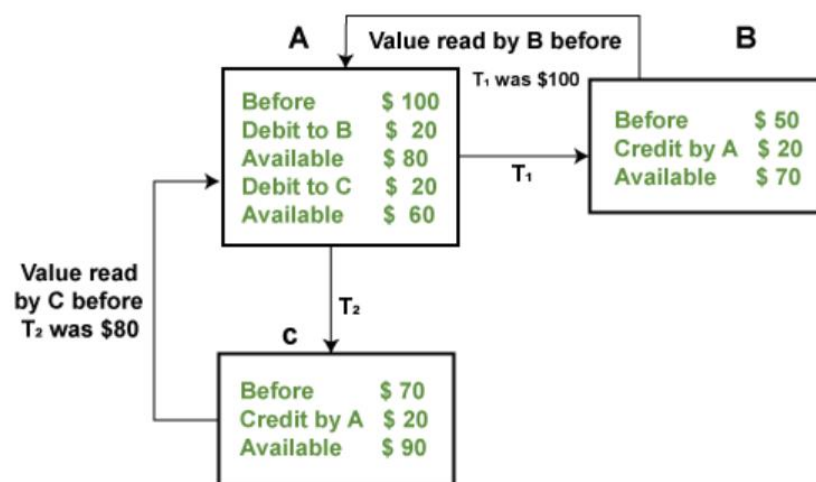 A
Value read by B before
T₁ was $100
B
Before $ 100
Debit to B $ 20
Available $ 80
Debit to C $ 20
Available $ 60
T₁
Before $ 50
Credit by A $ 20
Available $ 70
Value read
by C before
T₂ was $80
T₂
C
Before $ 70
Credit by A $ 20
Available $ 90